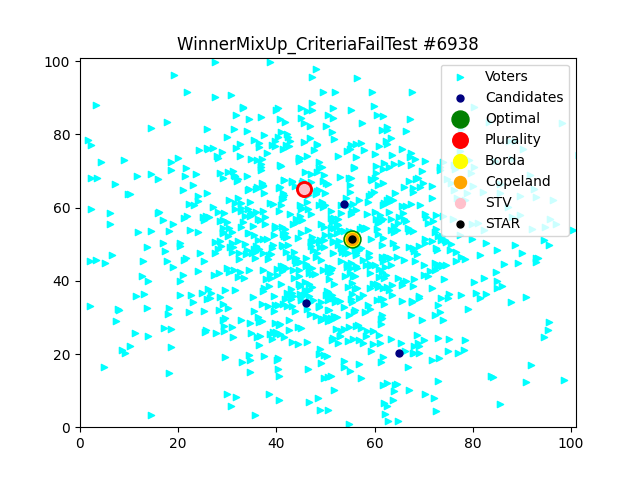 WinnerMixUp_CriteriaFailTest #6938
100
80
60
40
20
0
0
20
40
60
80
100
Voters
Candidates
Optimal
Plurality
Borda
Copeland
STV
STAR